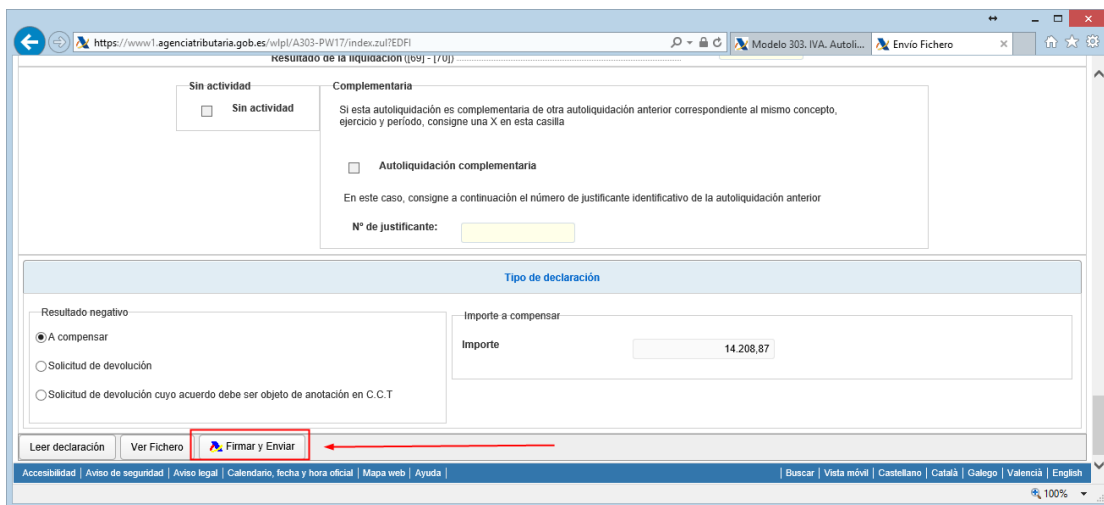 https://www1.agenciatributaria.gob.es/wlpl/A303-PW17/index.zul?EDFI
Modelo 303. IVA. Autoli...
Envío Fichero
Resultado de la liquidación ([69] - [70])
Sin actividad
Sin actividad
Complementaria
Si esta autoliquidación es complementaria de otra autoliquidación anterior correspondiente al mismo concepto,
ejercicio y período, consigne una X en esta casilla
Autoliquidación complementaria
En este caso, consigne a continuación el número de justificante identificativo de la autoliquidación anterior
Nº de justificante:
Tipo de declaración
Resultado negativo
A compensar
Solicitud de devolución
Solicitud de devolución cuyo acuerdo debe ser objeto de anotación en C.C.T
Importe a compensar
Importe 14.208,87
Leer declaración Ver Fichero Firmar y Enviar
Accesibilidad | Aviso de seguridad | Aviso legal | Calendario, fecha y hora oficial | Mapa web | Ayuda | | Buscar | Vista móvil | Castellano | Català | Galego | Valencià | English
100%